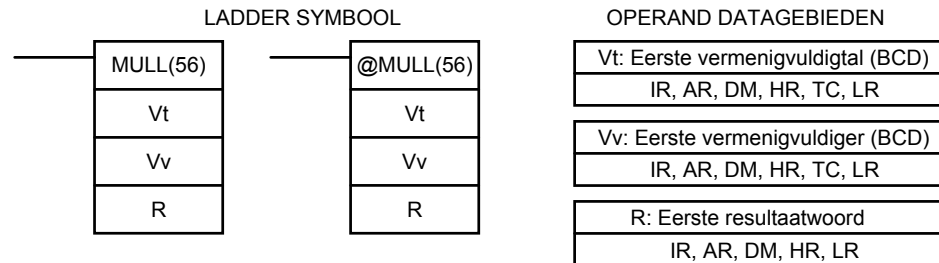 LADDER SYMBOOL
OPERAND DATAGEBIEDEN
MULL(56)
Vt
Vv
R
@MULL(56)
Vt
Vv
R
Vt: Eerste vermenigvuldigtal (BCD)
IR, AR, DM, HR, TC, LR
Vv: Eerste vermenigvuldiger (BCD)
IR, AR, DM, HR, TC, LR
R: Eerste resultaatwoord
IR, AR, DM, HR, LR